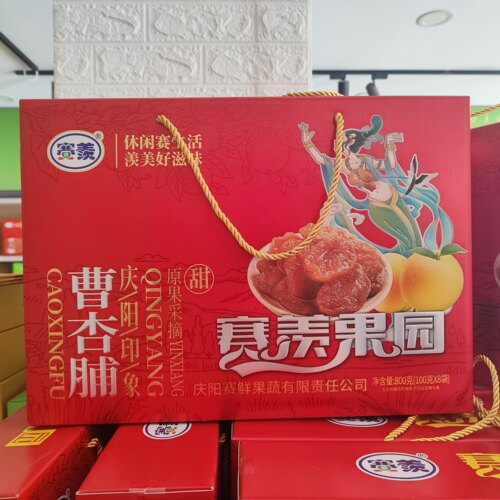 赛羡
®
休闲赛生活
羡美好滋味
曹杏脯
CAOXINGFU
庆阳印象
QINGYANG
YINXIANG
原果采摘
甜
赛羡果园
庆阳赛鲜果蔬有限责任公司
净含量:800克(100克X8袋)
赛羡